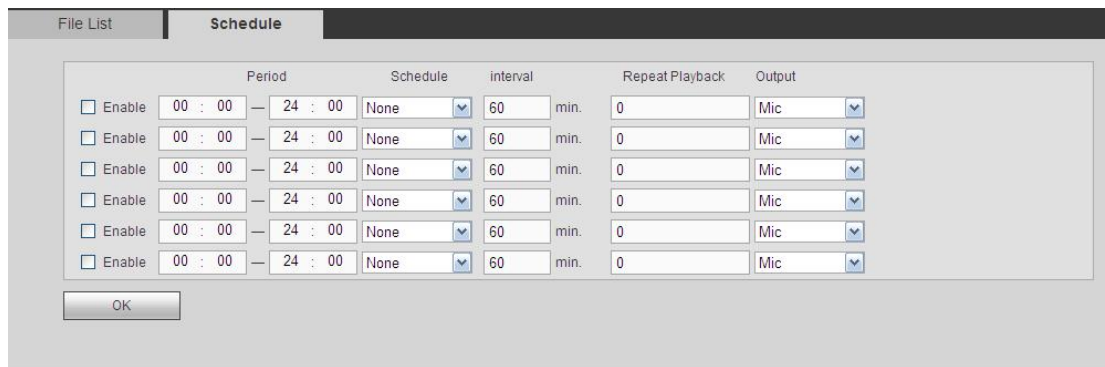 File List Schedule
Period Schedule interval Repeat Playback Output
Enable 00 : 00 — 24 : 00 None 60 min. 0 Mic
Enable 00 : 00 — 24 : 00 None 60 min. 0 Mic
Enable 00 : 00 — 24 : 00 None 60 min. 0 Mic
Enable 00 : 00 — 24 : 00 None 60 min. 0 Mic
Enable 00 : 00 — 24 : 00 None 60 min. 0 Mic
Enable 00 : 00 — 24 : 00 None 60 min. 0 Mic
OK